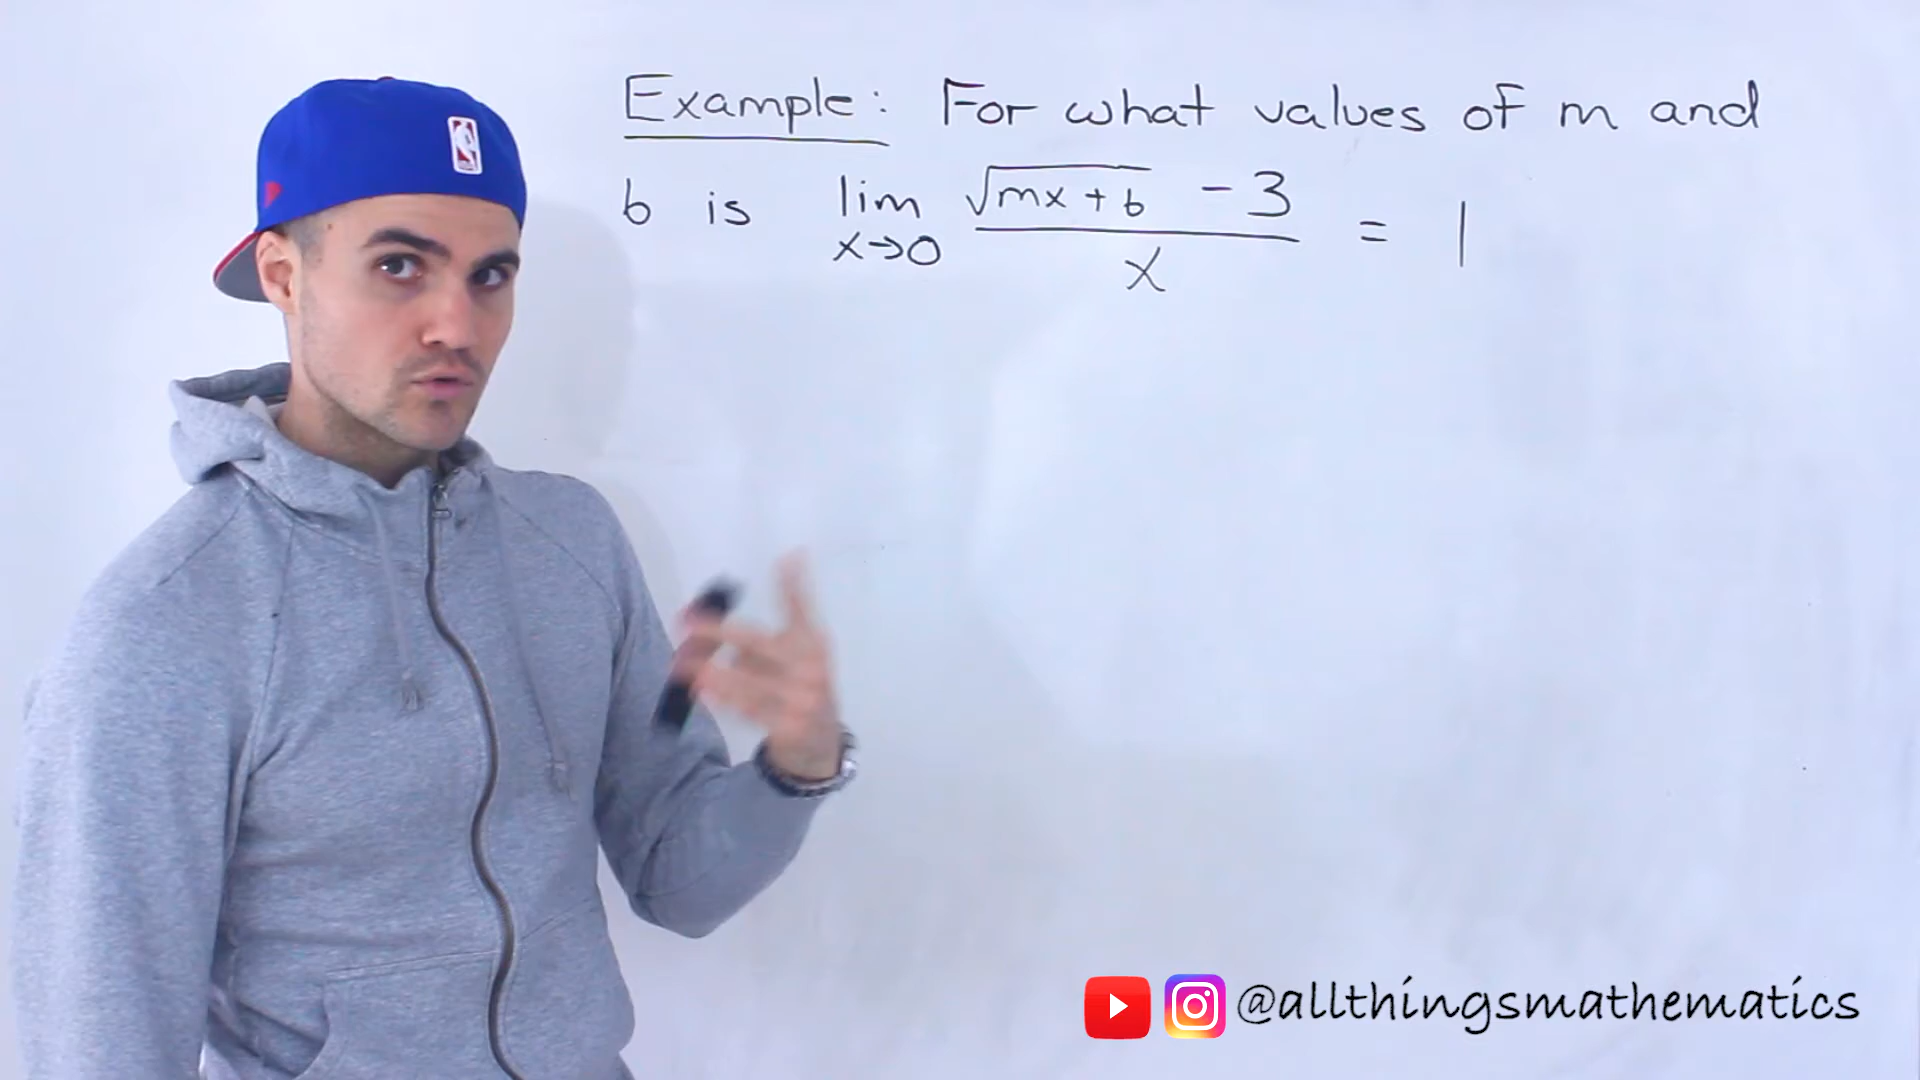 Example: For what values of m and
b is lim x→0 √(mx + b) - 3 / x = 1
@allthingsmathematics